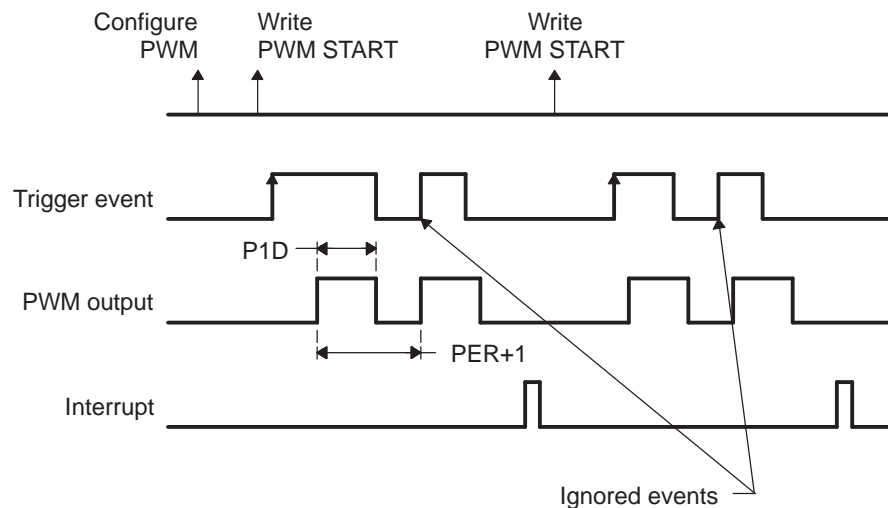 Configure
PWM
Write
PWM START
Write
PWM START
Trigger event
P1D
PWM output
PER+1
Interrupt
Ignored events